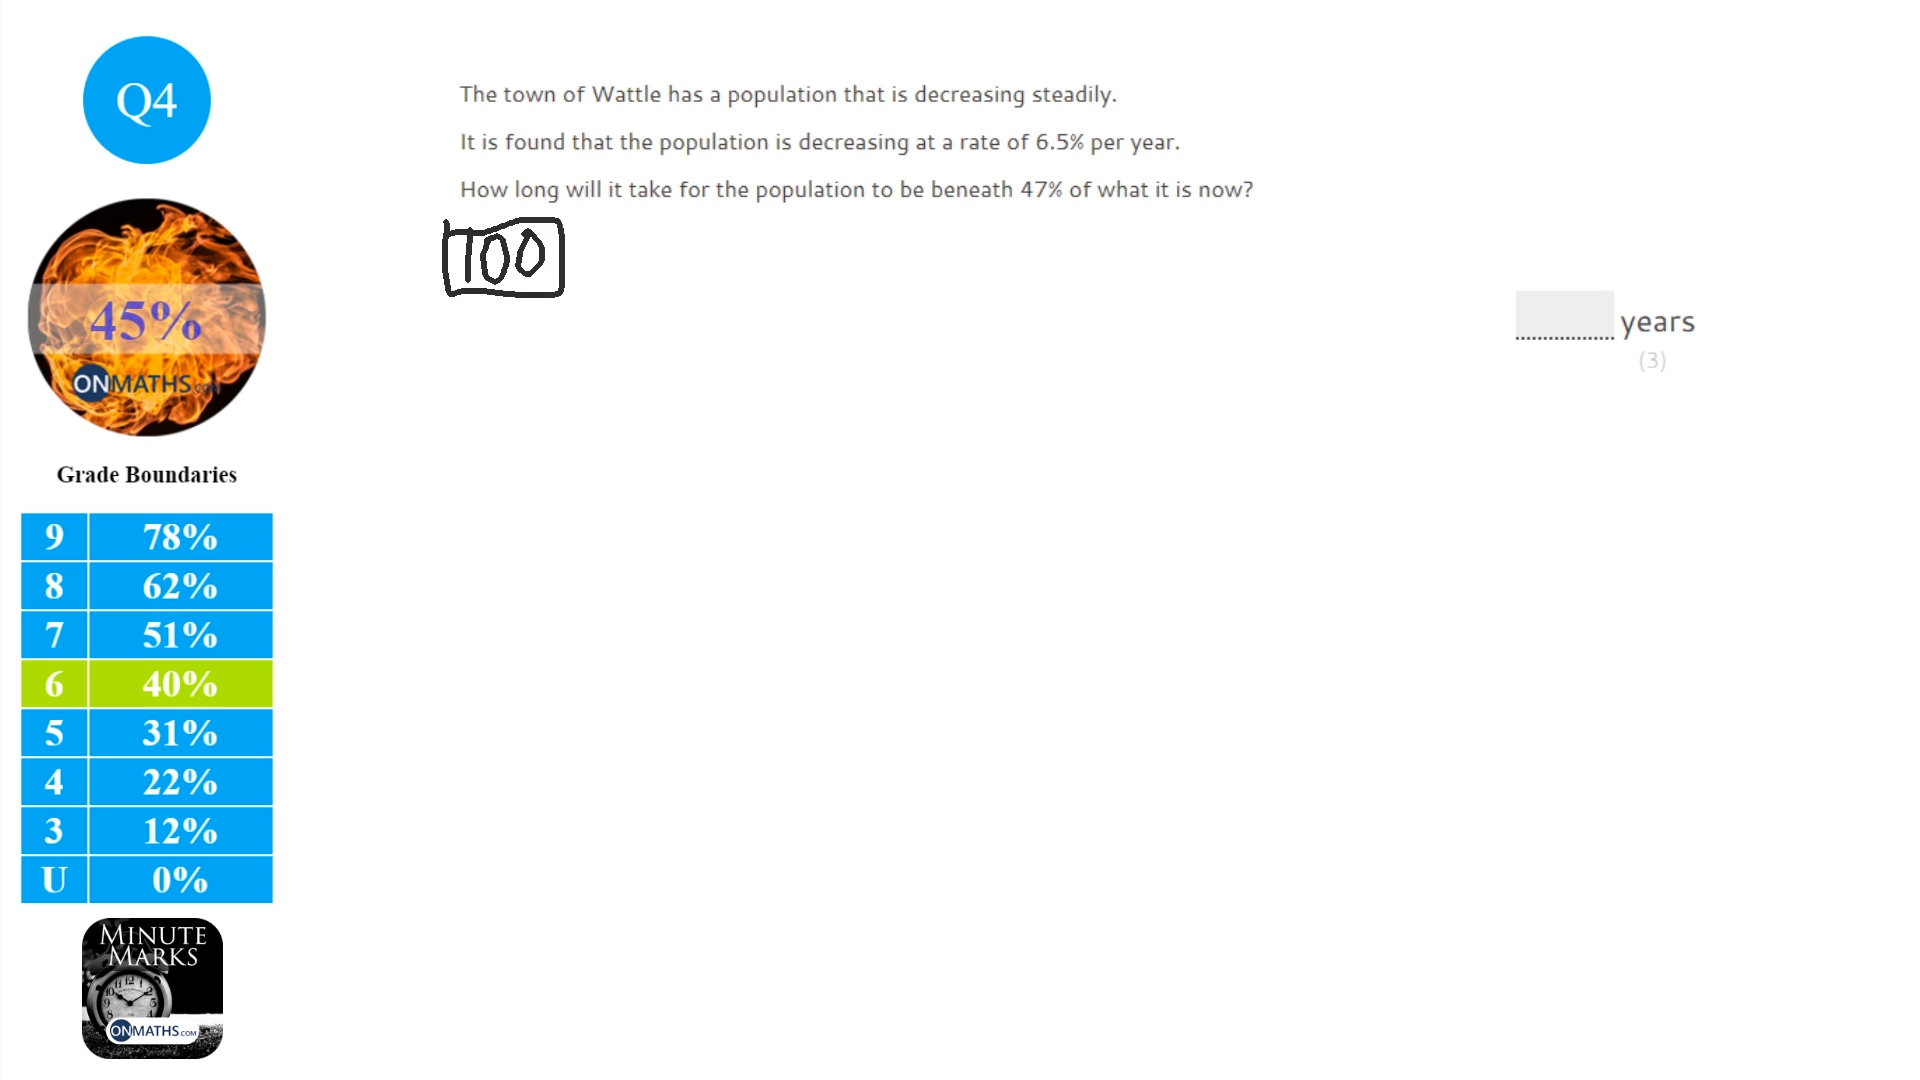 Q4
The town of Wattle has a population that is decreasing steadily.
It is found that the population is decreasing at a rate of 6.5% per year.
How long will it take for the population to be beneath 47% of what it is now?
100
years
(3)
45%
ONMATHS.com
Grade Boundaries
9 78%
8 62%
7 51%
6 40%
5 31%
4 22%
3 12%
U 0%
MINUTE
MARKS
ONMATHS.COM